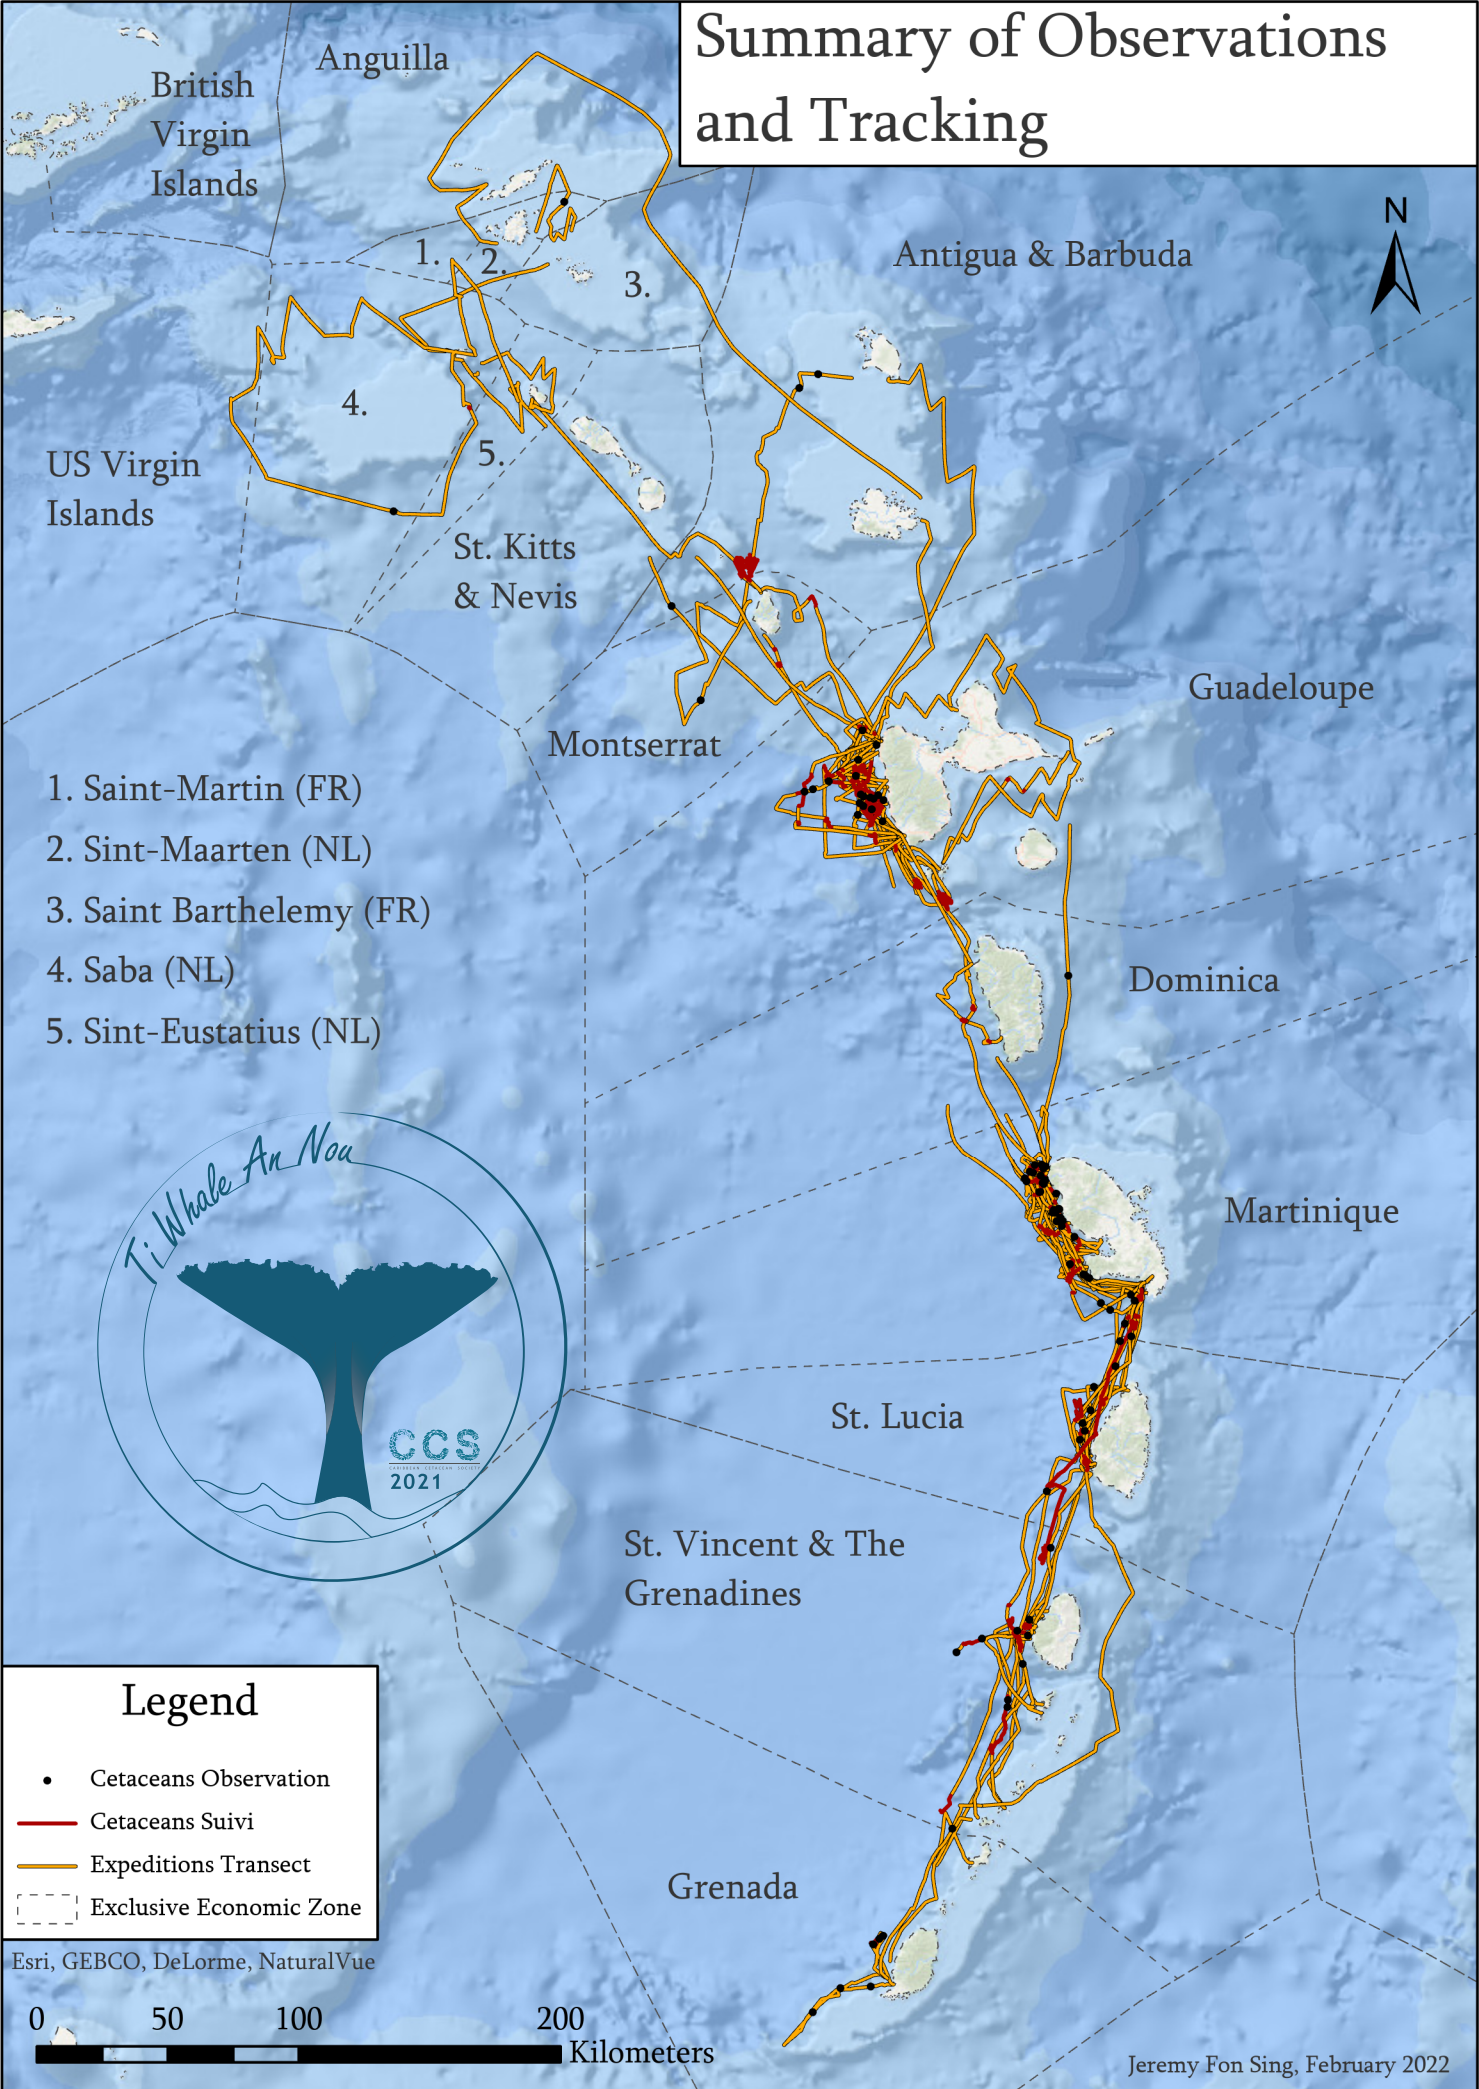 Summary of Observations
and Tracking
Anguilla
British
Virgin
Islands
N
Antigua & Barbuda
1.
2.
3.
4.
5.
US Virgin
Islands
St. Kitts
& Nevis
Guadeloupe
Montserrat
1. Saint-Martin (FR)
2. Sint-Maarten (NL)
3. Saint Barthelemy (FR)
4. Saba (NL)
5. Sint-Eustatius (NL)
Dominica
Ti Whale An Nou
Martinique
CCS
CARIBBEAN CETACEAN SOCIETY
2021
St. Lucia
St. Vincent & The
Grenadines
Legend
Cetaceans Observation
Cetaceans Suivi
Expeditions Transect
Exclusive Economic Zone
Grenada
Esri, GEBCO, DeLorme, NaturalVue
0 50 100 200
Kilometers
Jeremy Fon Sing, February 2022